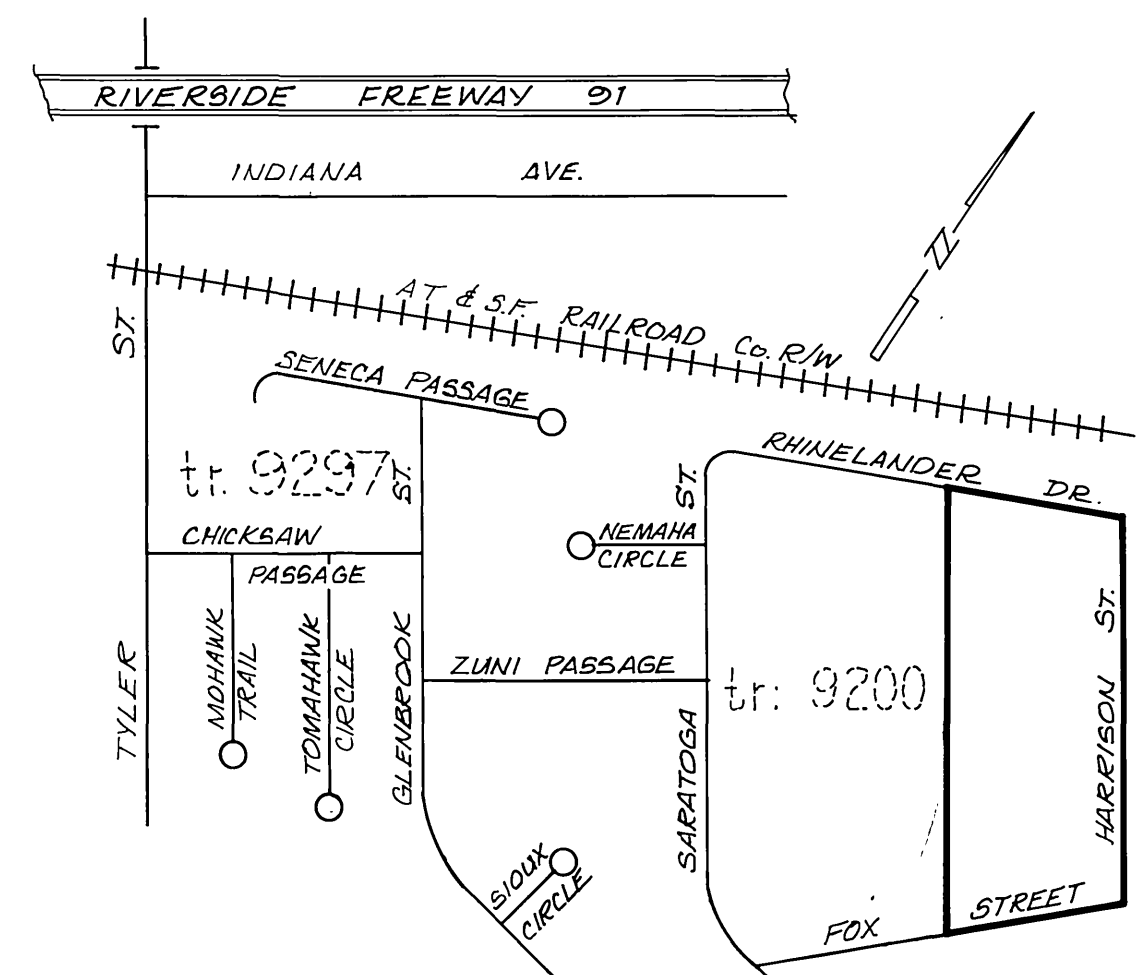 RIVERSIDE FREEWAY 91
INDIANA AVE.
N
AT & S.F. RAILROAD Co. R/W
ST.
SENECA PASSAGE
RHINELANDER DR.
tr. 9297
ST.
ST.
CHICKSAW
PASSAGE
NEMAHA
CIRCLE
TYLER
MOHAWK
TRAIL
TOMAHAWK
CIRCLE
GLENBROOK
ZUNI PASSAGE
tr: 9200
SARATOGA
HARRISON ST.
SIOUX
CIRCLE
FOX STREET